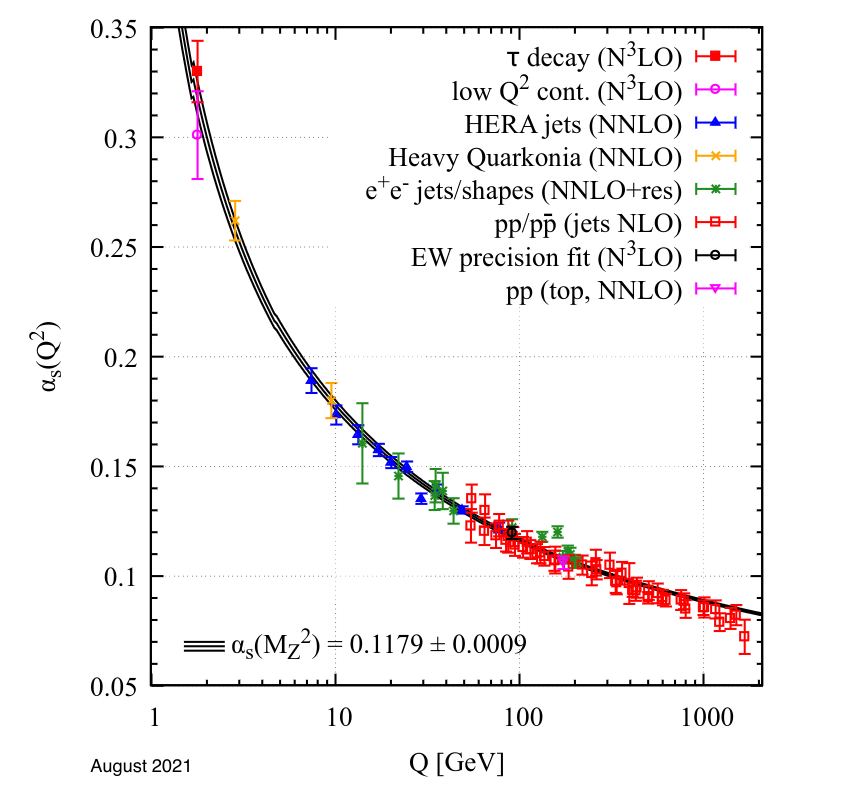 0.35
0.3
0.25
0.2
0.15
0.1
0.05
αs(Q²)
τ decay (N³LO)
low Q² cont. (N³LO)
HERA jets (NNLO)
Heavy Quarkonia (NNLO)
e⁺e⁻ jets/shapes (NNLO+res)
pp/pp̄ (jets NLO)
EW precision fit (N³LO)
pp (top, NNLO)
αs(M_Z²) = 0.1179 ± 0.0009
1 10 100 1000
Q [GeV]
August 2021